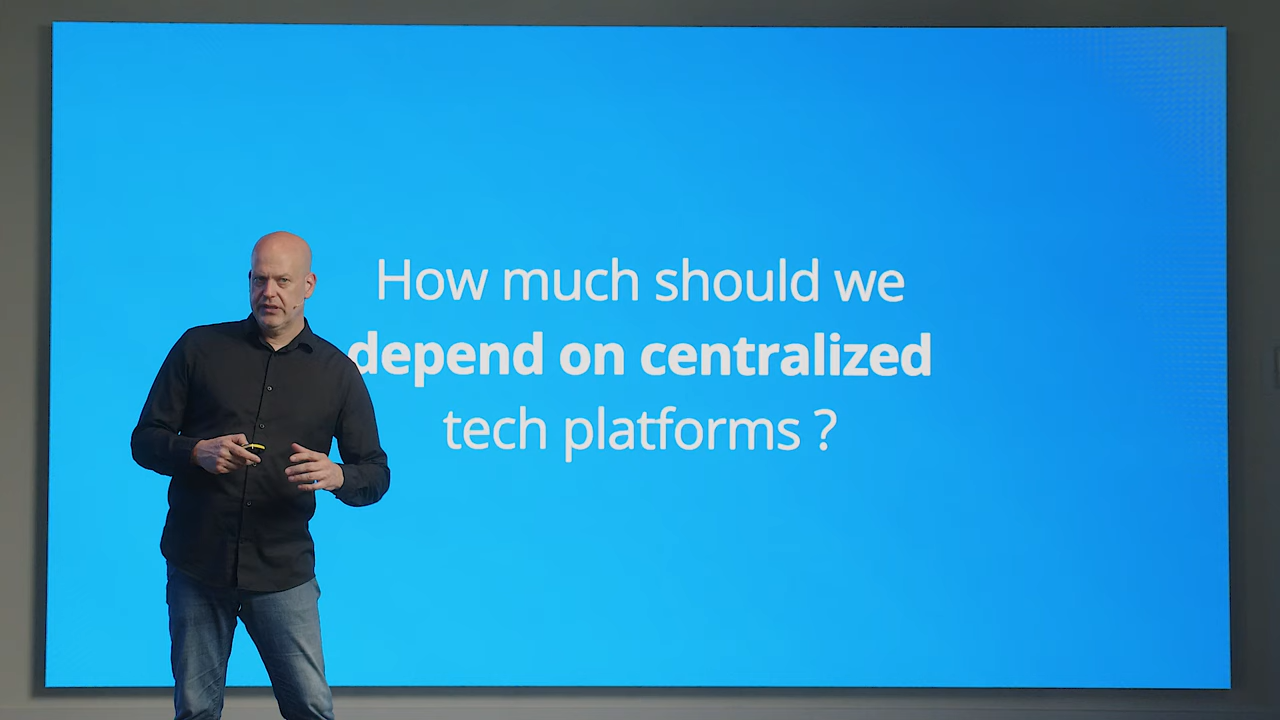 How much should we
depend on centralized
tech platforms ?